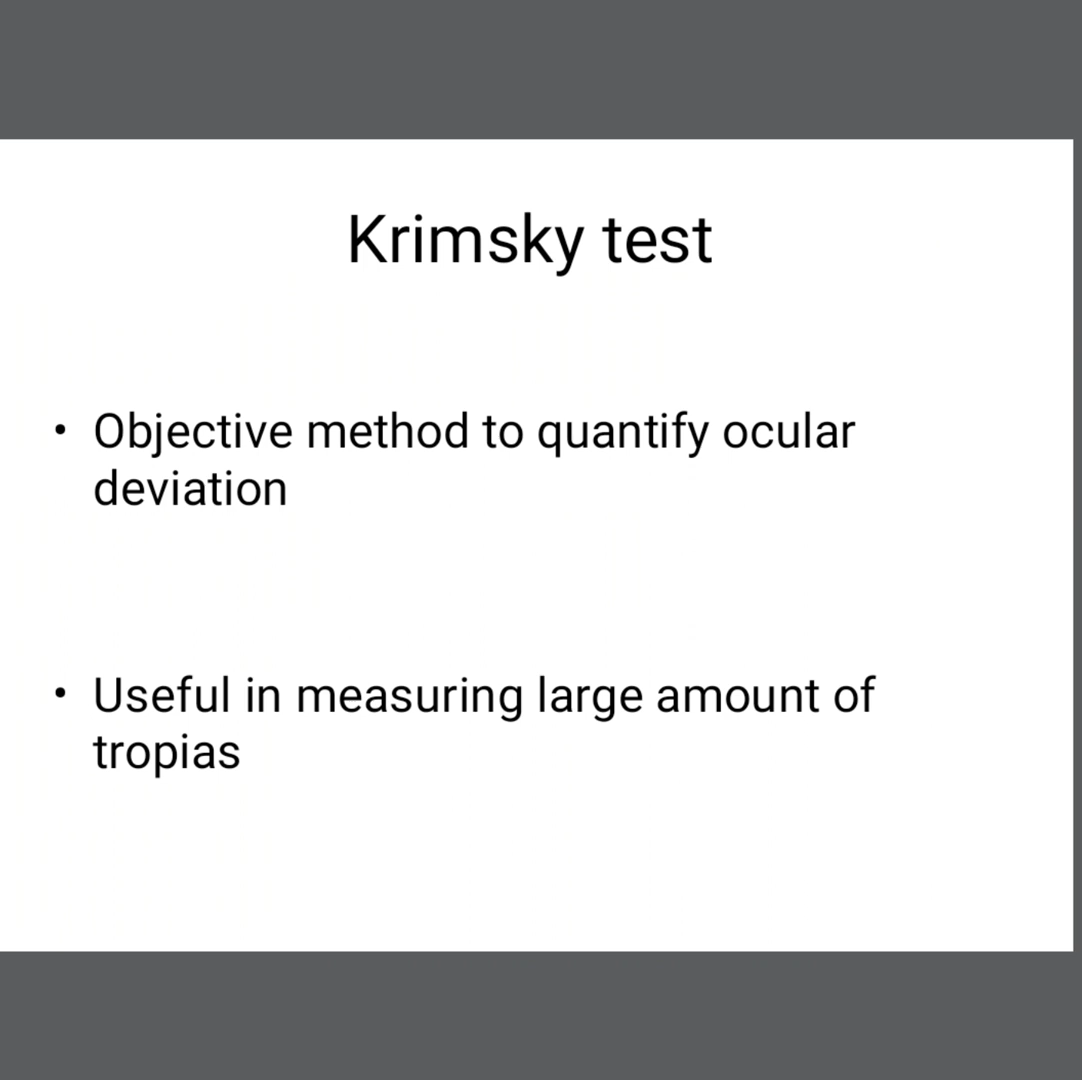 Krimsky test
• Objective method to quantify ocular
deviation
• Useful in measuring large amount of
tropias